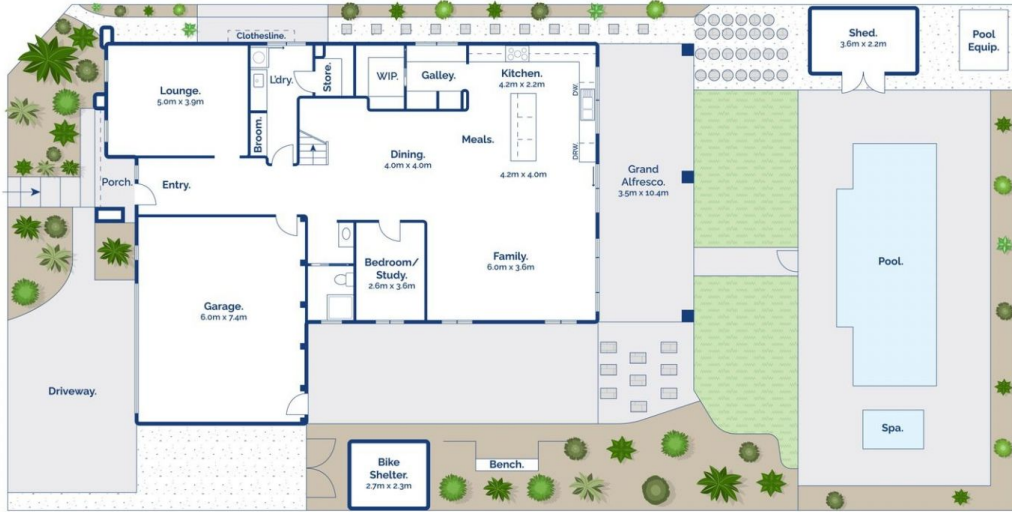 Clothesline.
Shed.
3.6m x 2.2m
Pool
Equip.
L'dry.
Store.
WIP.
Galley.
Kitchen.
4.2m x 2.2m
Lounge.
5.0m x 3.9m
DW.
Broom.
Meals.
4.2m x 4.0m
DRW.
Dining.
4.0m x 4.0m
Grand
Alfresco.
3.5m x 10.4m
Porch.
Entry.
Bedroom/
Study.
2.6m x 3.6m
Family.
6.0m x 3.6m
Pool.
Garage.
6.0m x 7.4m
Driveway.
Spa.
Bike
Shelter.
2.7m x 2.3m
Bench.